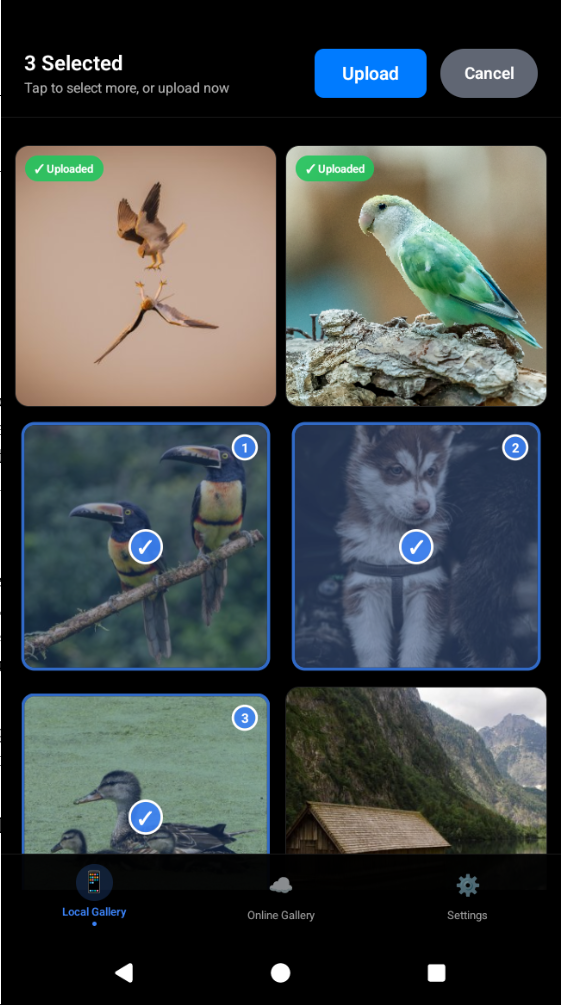 3 Selected
Tap to select more, or upload now
Upload
Cancel
✓ Uploaded
✓ Uploaded
1
2
✓
✓
3
✓
Local Gallery
Online Gallery
Settings